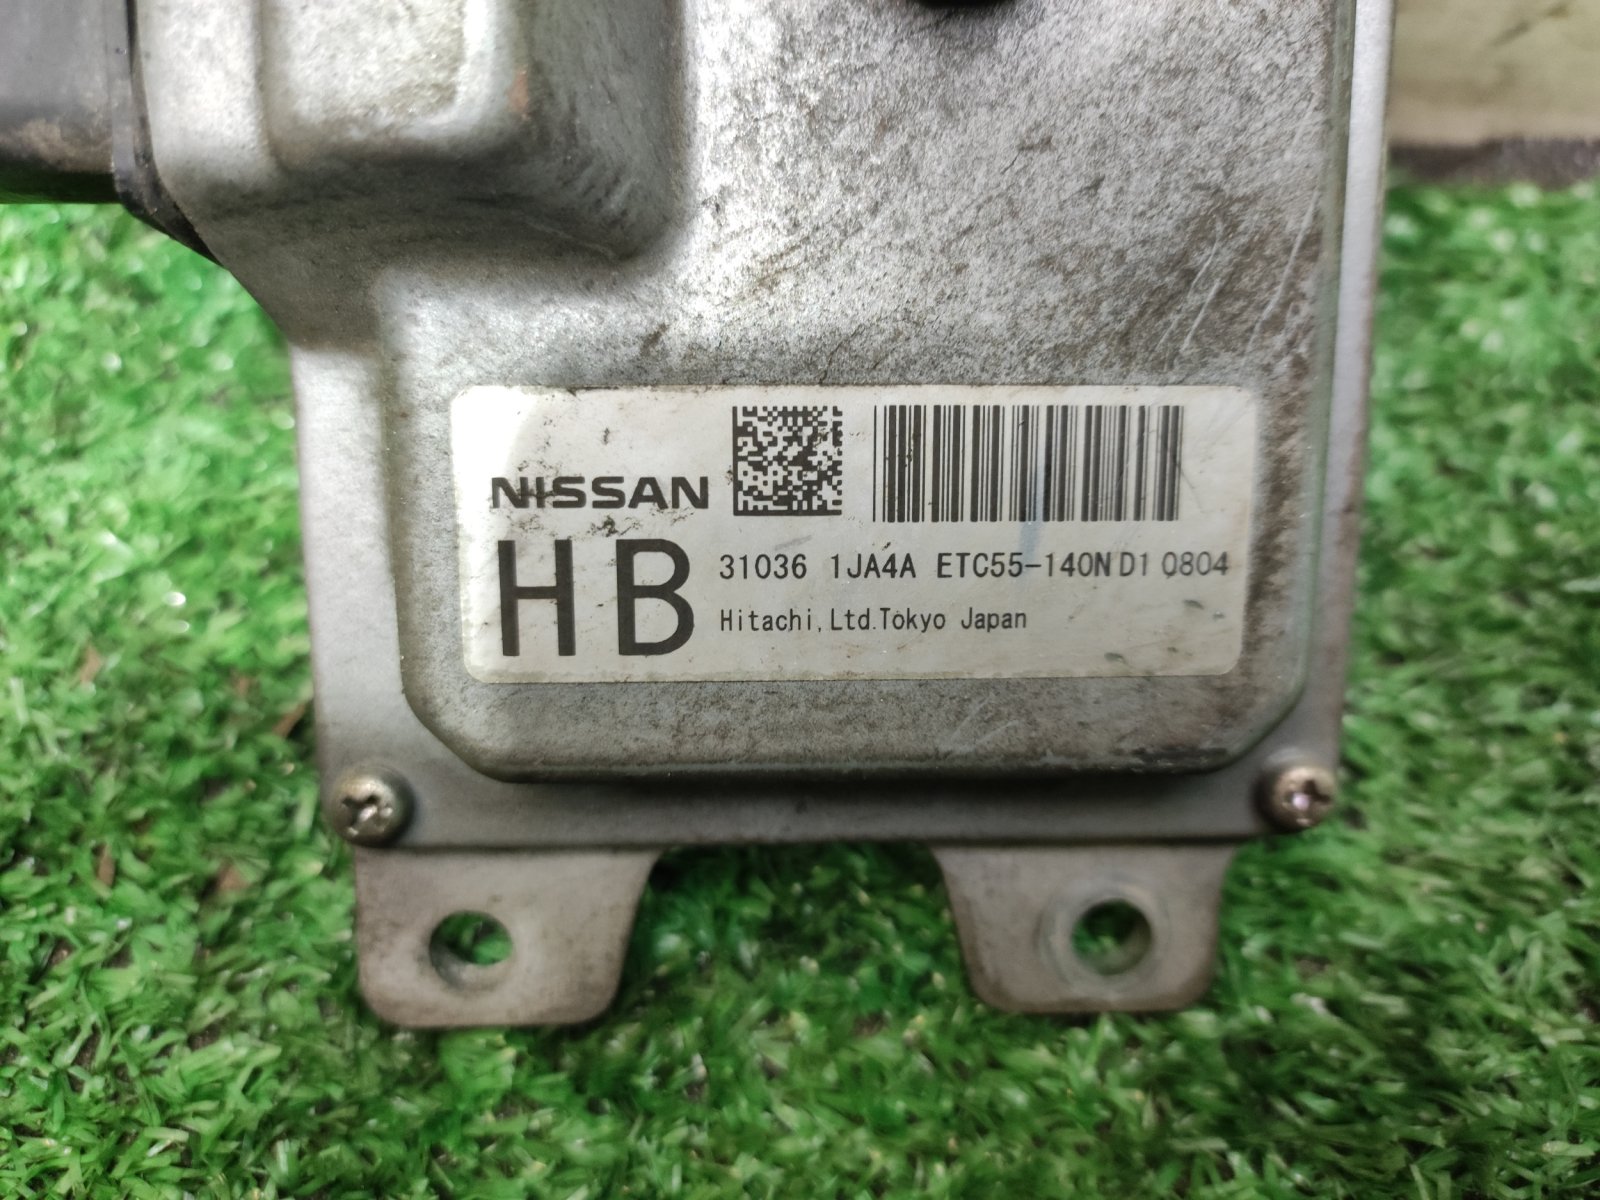 NISSAN
HB
31036 1JA4A ETC55-140N D1 0804
Hitachi,Ltd.Tokyo Japan